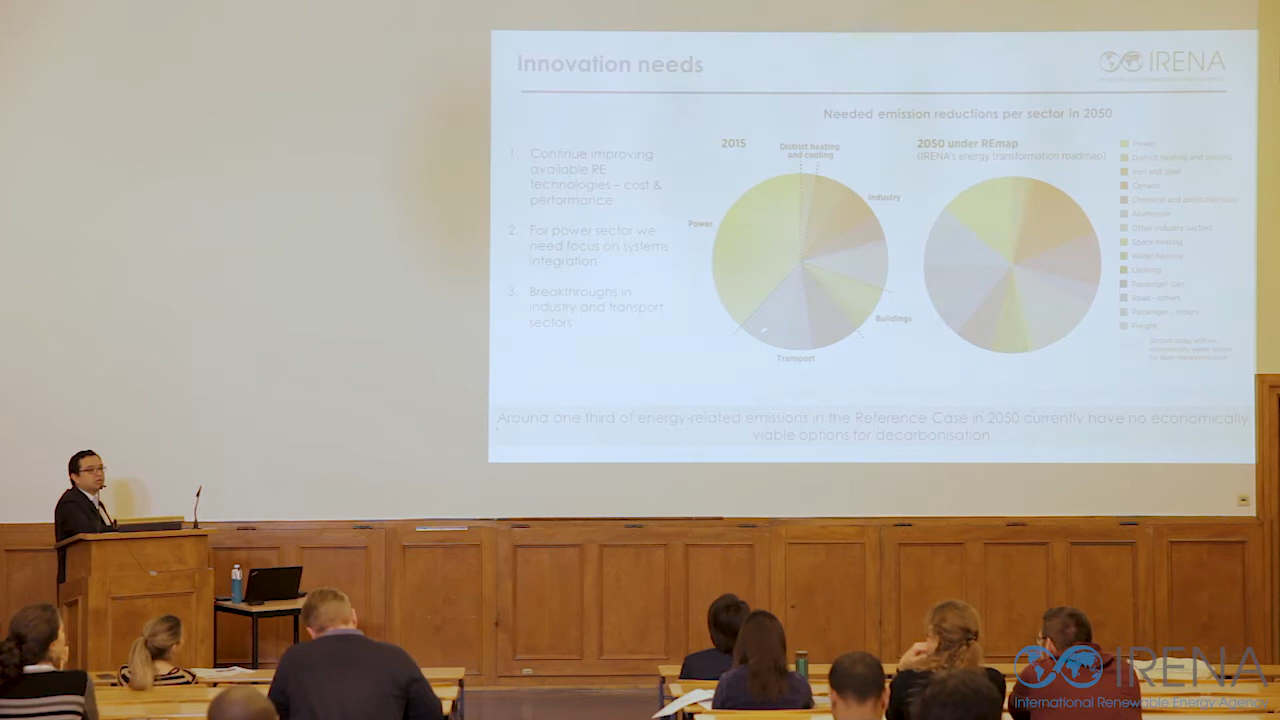 Innovation needs
IRENA
Needed emission reductions per sector in 2050
1. Continue improving
available RE
technologies – cost &
performance
2. For power sector we
need focus on systems
integration
3. Breakthroughs in
industry and transport
sectors
2015
District heating
and cooling
Industry
Power
Buildings
Transport
2050 under REmap
(IRENA's energy transformation roadmap)
Power
District heating and cooling
Iron and steel
Cement
Chemical and petrochemical
Aluminium
Other industry sectors
Space heating
Water heating
Cooking
Passenger cars
Road - others
Passenger - others
Freight
Around one third of energy-related emissions in the Reference Case in 2050 currently have no economically
viable options for decarbonisation
IRENA
International Renewable Energy Agency